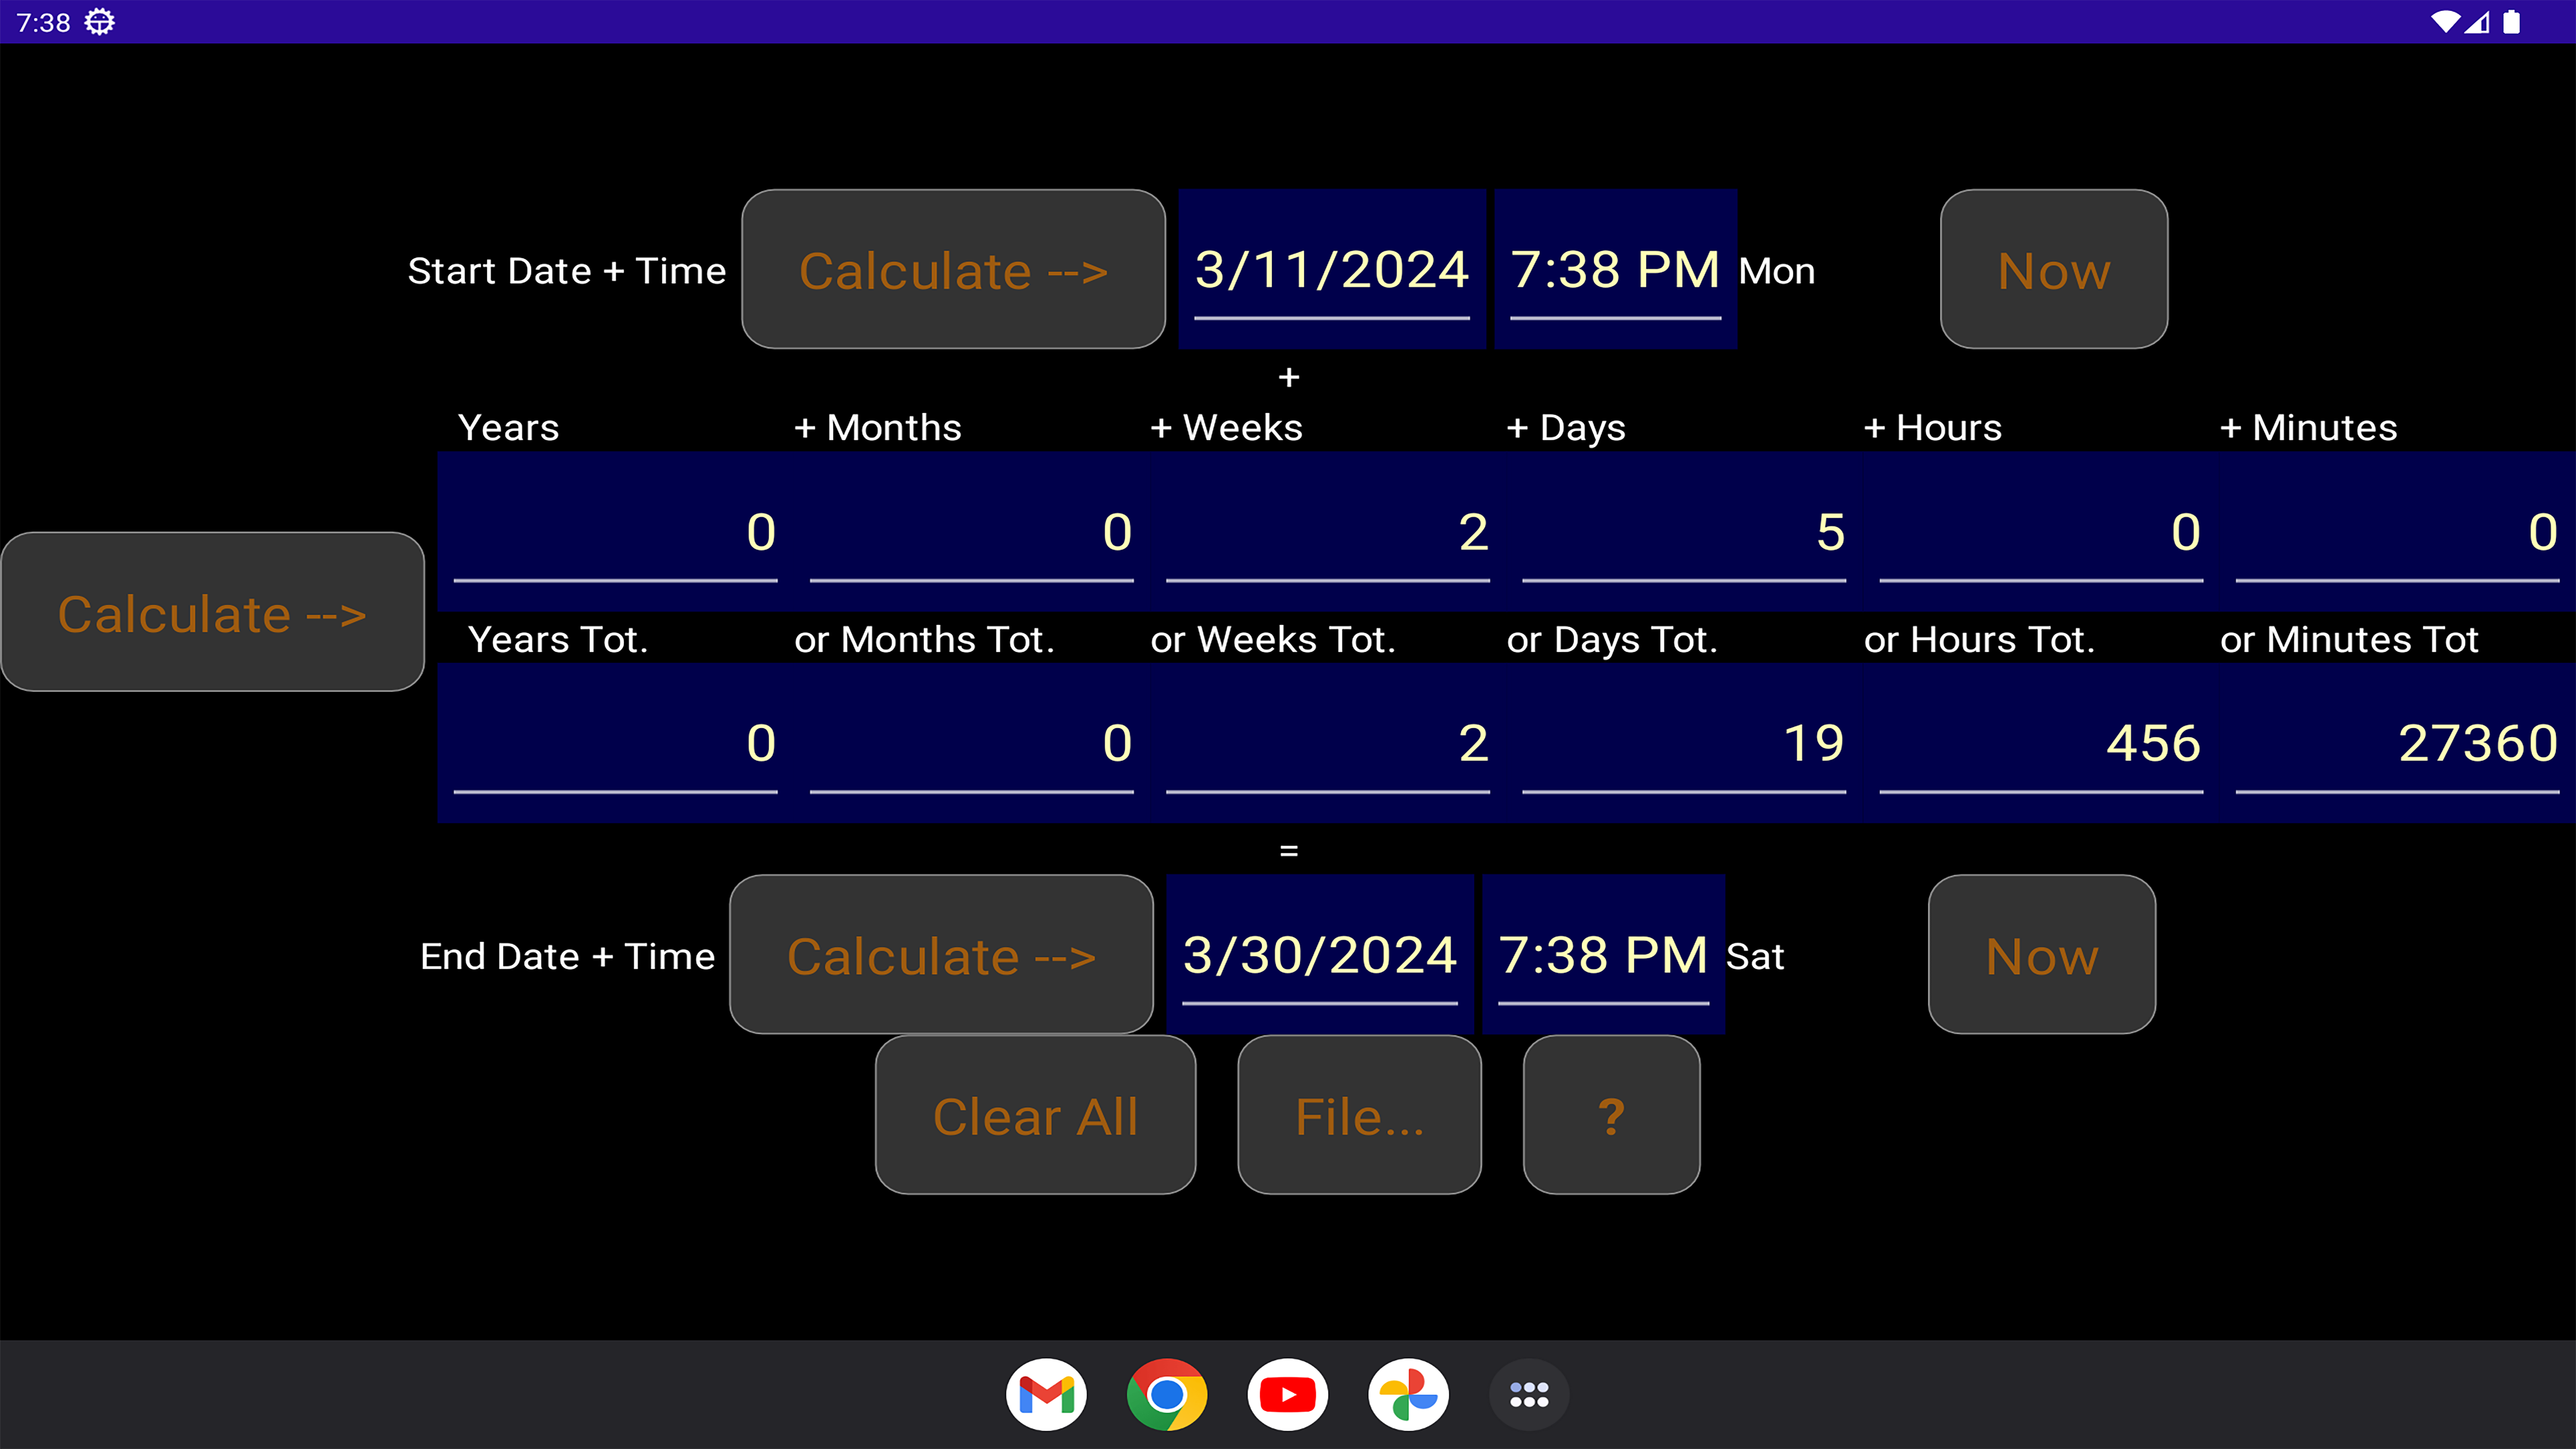 7:38
Start Date + Time Calculate --> 3/11/2024 7:38 PM Mon Now
+
Years + Months + Weeks + Days + Hours + Minutes
0 0 2 5 0 0
Calculate -->
Years Tot. or Months Tot. or Weeks Tot. or Days Tot. or Hours Tot. or Minutes Tot
0 0 2 19 456 27360
=
End Date + Time Calculate --> 3/30/2024 7:38 PM Sat Now
Clear All File... ?